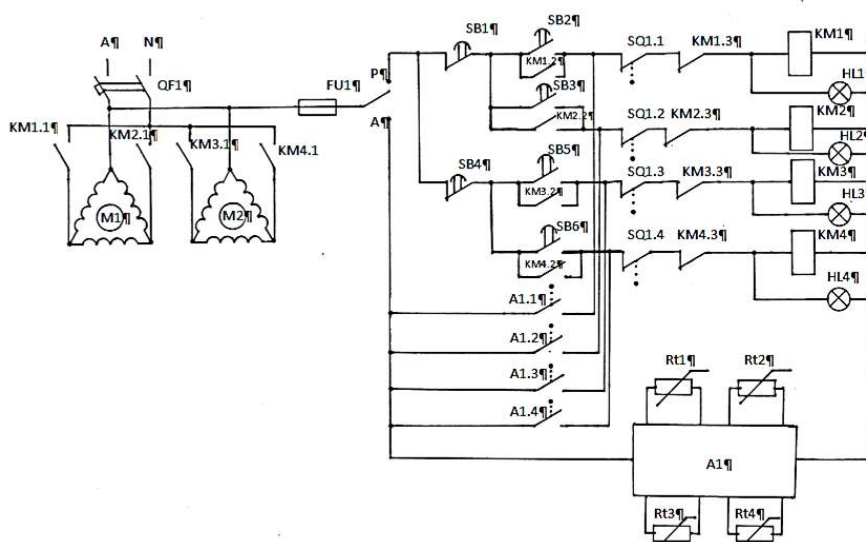 SB1¶ SB2¶
A¶ N¶ SQ1.1 KM1.3¶ KM1¶
KM1.2¶
QF1¶ FU1¶ P¶ HL1¶
SB3¶
KM1.1¶ KM2.1¶ KM3.1¶ KM4.1 A¶ KM2.2¶ SQ1.2 KM2.3¶ KM2¶
HL2¶
SB4¶ SB5¶ SQ1.3 KM3.3¶ KM3¶
KM3.2¶
M1¶ M2¶ HL3¶
SB6¶ SQ1.4 KM4.3¶ KM4¶
KM4.2¶
HL4¶
A1.1¶
A1.2¶
Rt1¶ Rt2¶
A1.3¶
A1.4¶
A1¶
Rt3¶ Rt4¶